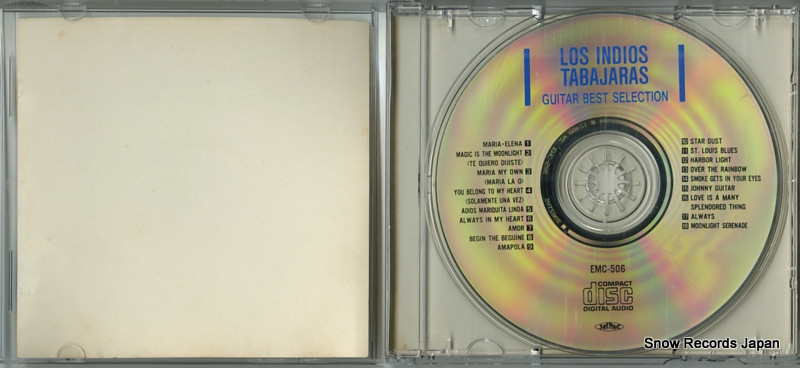 LOS INDIOS
TABAJARAS
GUITAR BEST SELECTION
MARIA-ELENA 1
MAGIC IS THE MOONLIGHT 2
(TE QUIERO DIJISTE)
MARIA MY OWN 3
(MARIA LA O)
YOU BELONG TO MY HEART 4
(SOLAMENTE UNA VEZ)
ADIOS MARIQUITA LINDA 5
ALWAYS IN MY HEART 6
AMOR 7
BEGIN THE BEGUINE 8
AMAPOLA 9
10 STAR DUST
11 ST. LOUIS BLUES
12 HARBOR LIGHT
13 OVER THE RAINBOW
14 SMOKE GETS IN YOUR EYES
15 JOHNNY GUITAR
16 LOVE IS A MANY
SPLENDORED THING
17 ALWAYS
18 MOONLIGHT SERENADE
EMC-506
COMPACT
disc
DIGITAL AUDIO
Snow Records Japan